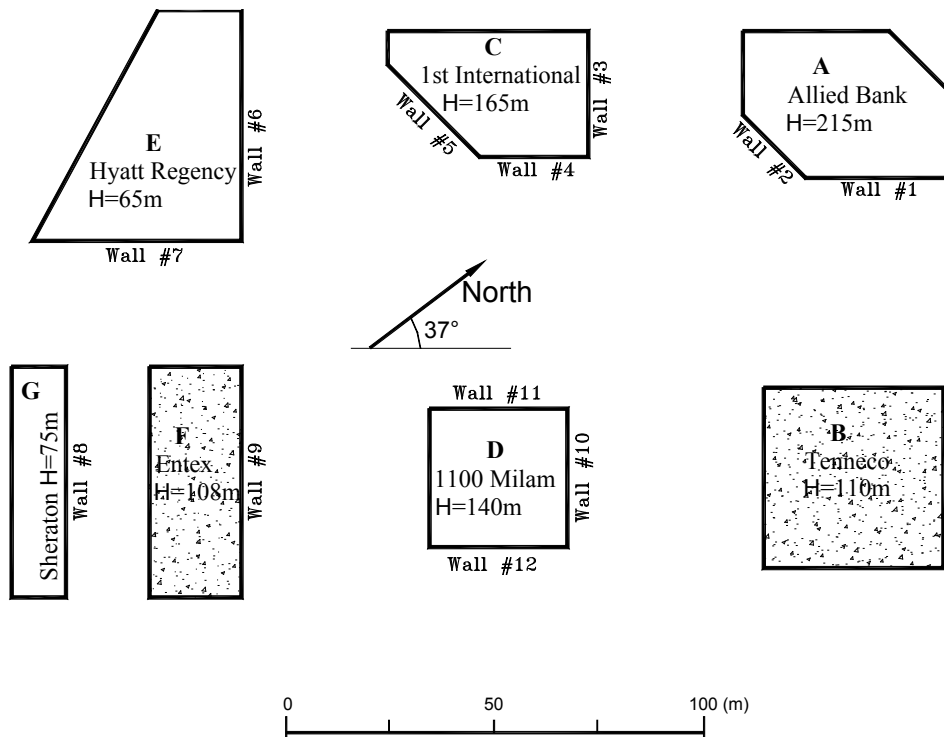 C
1st International
H=165m
Wall #3
Wall #5
Wall #4
A
Allied Bank
H=215m
Wall #2
Wall #1
E
Hyatt Regency
H=65m
Wall #6
Wall #7
North
37°
G
Sheraton H=75m
Wall #8
F
Entex
H=108m
Wall #9
Wall #11
D
1100 Milam
H=140m
Wall #10
Wall #12
B
Tenneco
H=110m
0 50 100 (m)